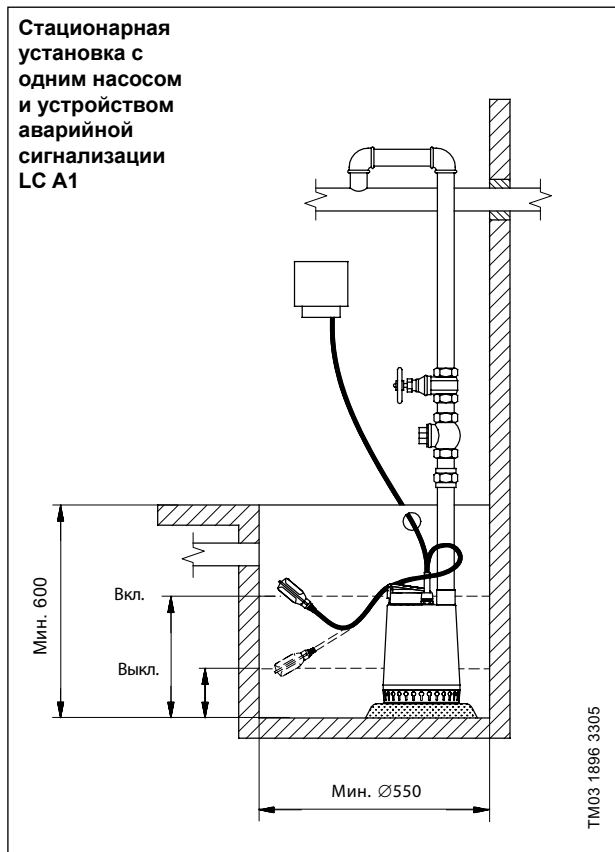 Стационарная
установка с
одним насосом
и устройством
аварийной
сигнализации
LC A1
Мин. 600
Вкл.
Выкл.
Мин. ∅550
TM03 1896 3305